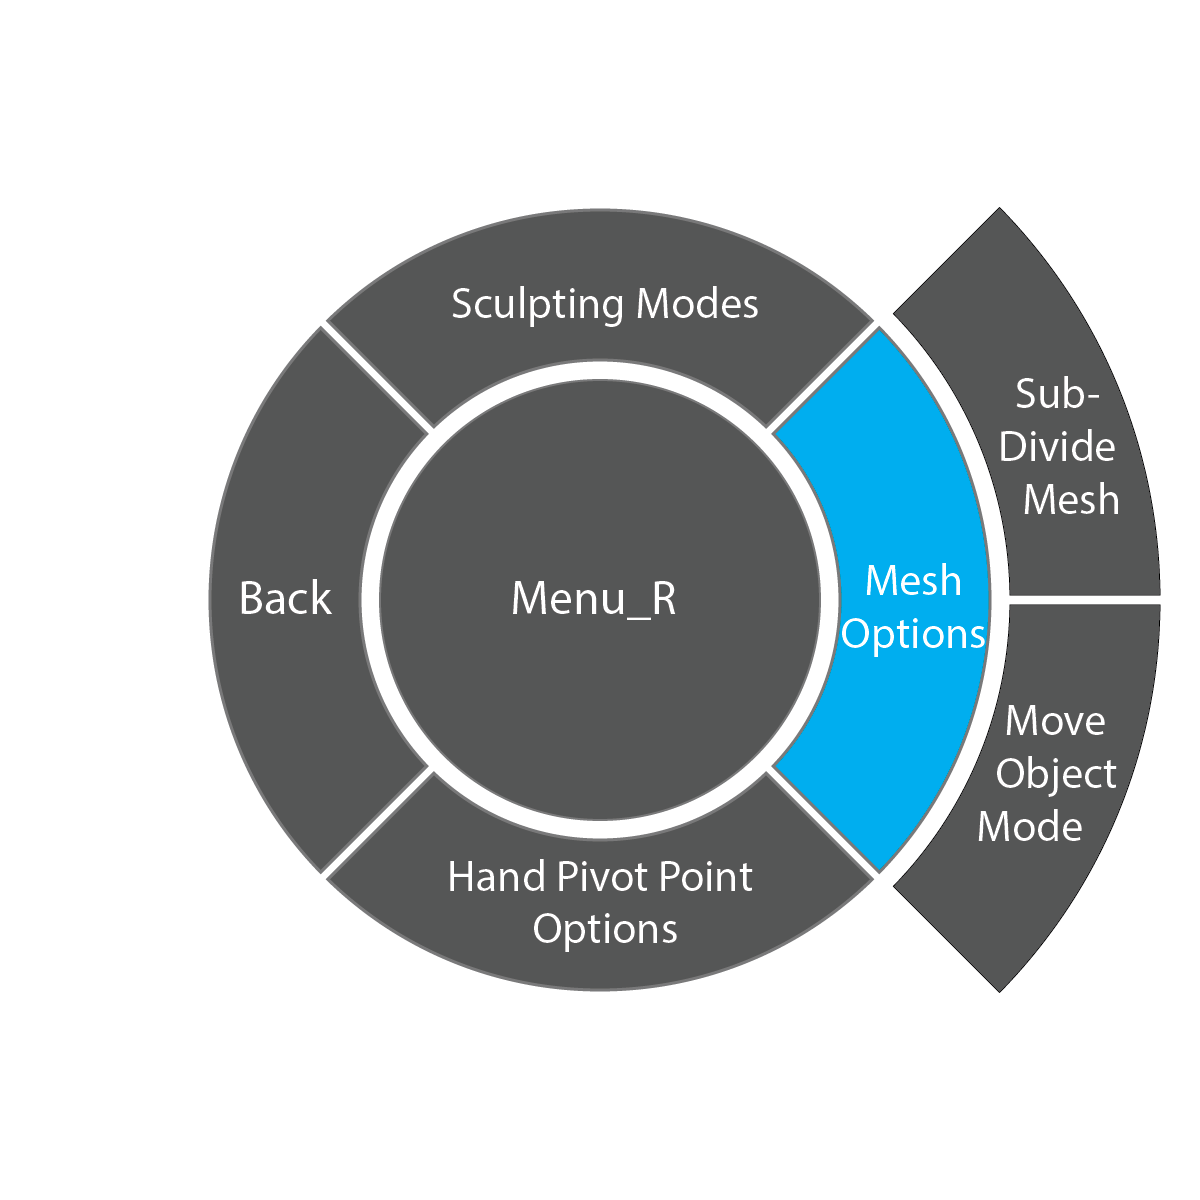 Sculpting Modes
Sub-
Divide
Mesh
Back
Menu_R
Mesh
Options
Move
Object
Mode
Hand Pivot Point
Options